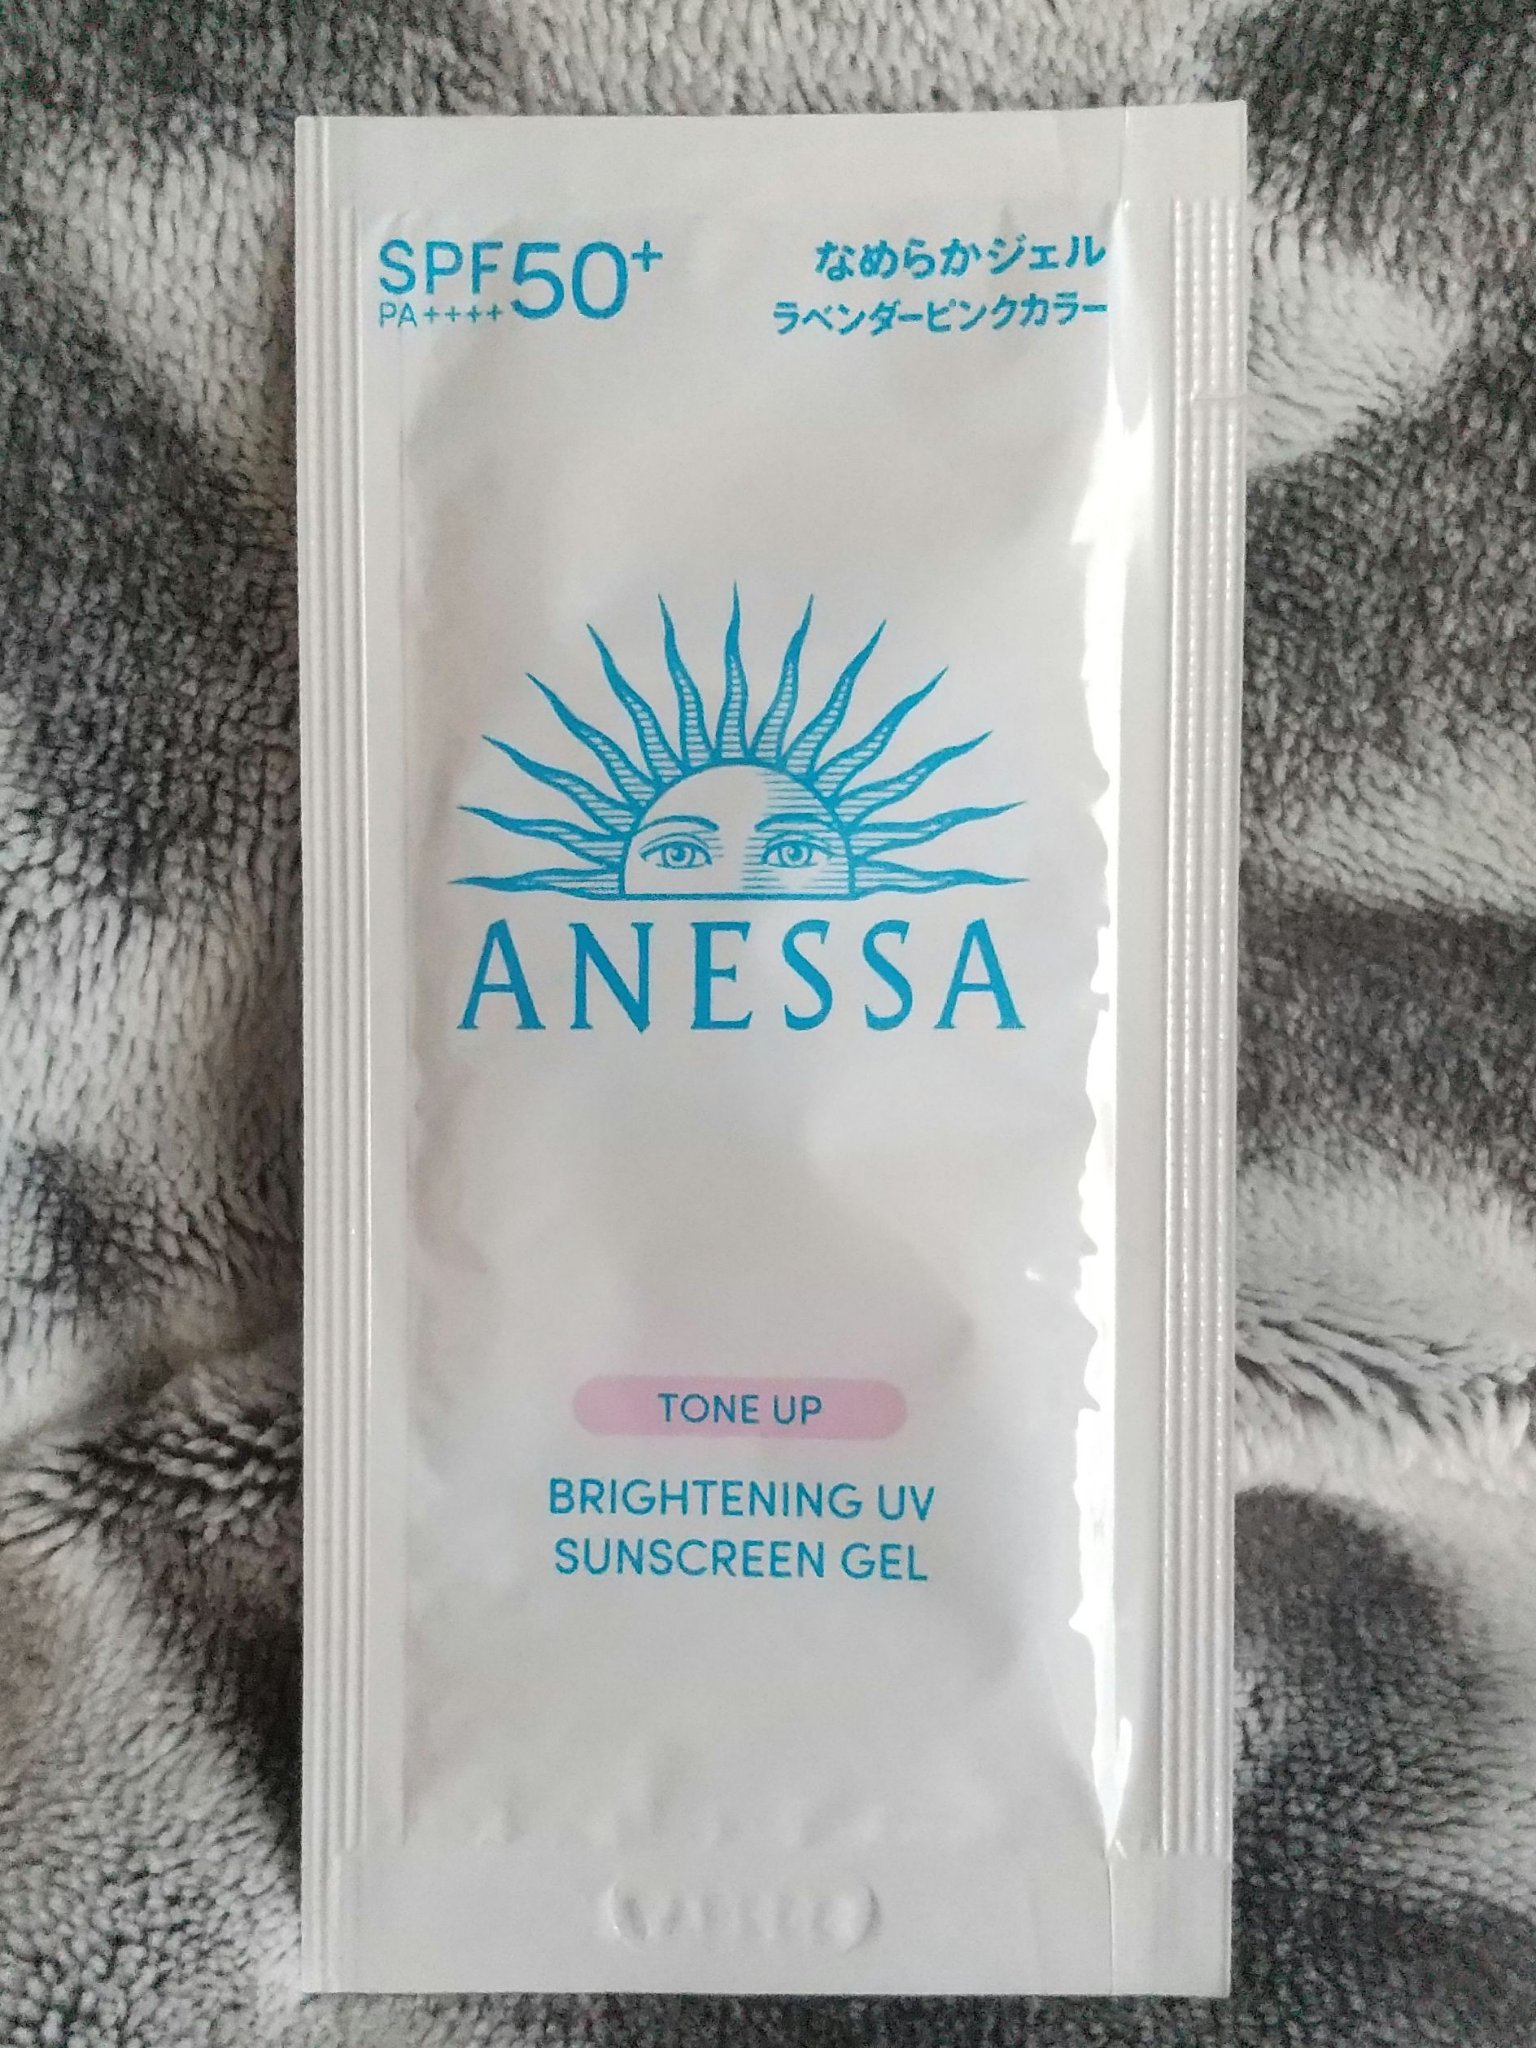 SPF50+
PA++++
なめらかジェル
ラベンダーピンクカラー
ANESSA
TONE UP
BRIGHTENING UV
SUNSCREEN GEL